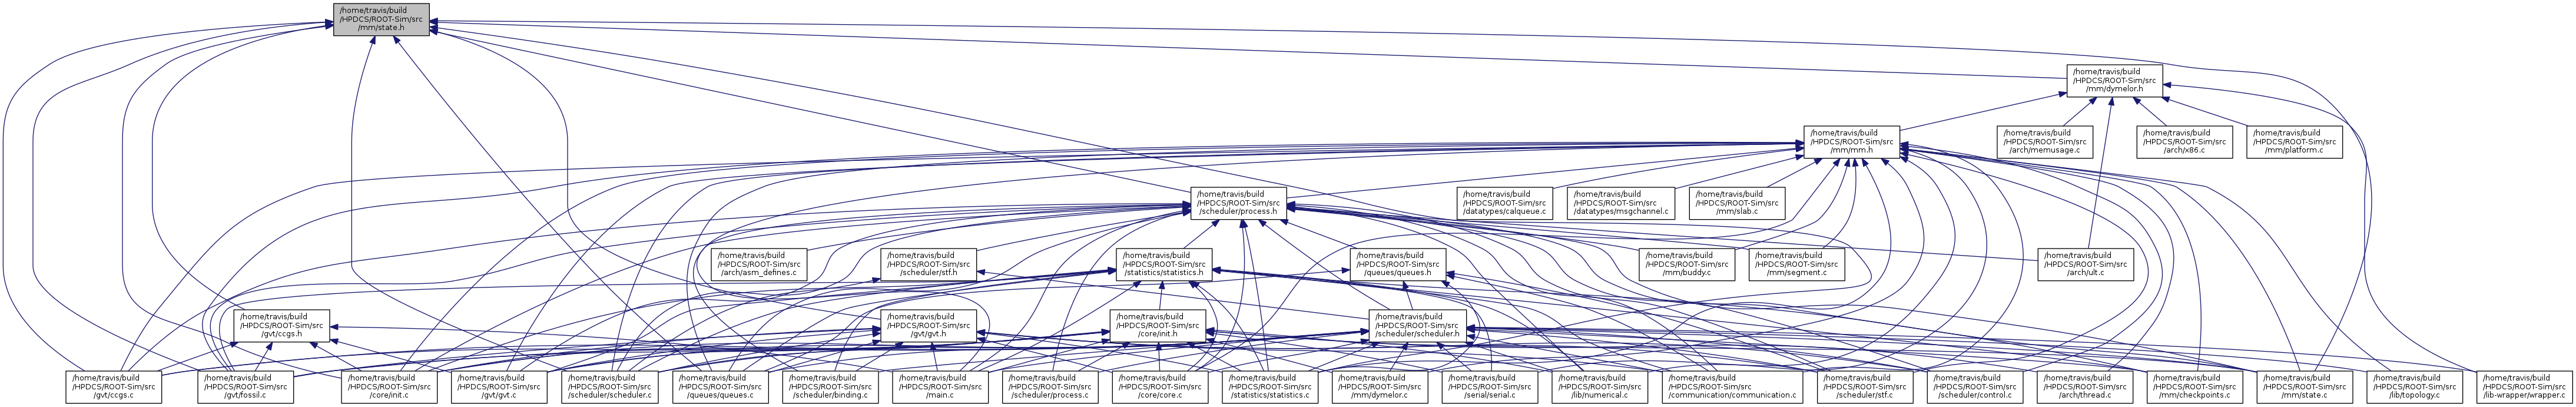 /home/travis/build
/HPDCS/ROOT-Sim/src
/mm/state.h
/home/travis/build
/HPDCS/ROOT-Sim/src
/mm/dymelor.h
/home/travis/build
/HPDCS/ROOT-Sim/src
/mm/mm.h
/home/travis/build
/HPDCS/ROOT-Sim/src
/arch/memusage.c
/home/travis/build
/HPDCS/ROOT-Sim/src
/arch/x86.c
/home/travis/build
/HPDCS/ROOT-Sim/src
/mm/platform.c
/home/travis/build
/HPDCS/ROOT-Sim/src
/scheduler/process.h
/home/travis/build
/HPDCS/ROOT-Sim/src
/datatypes/calqueue.c
/home/travis/build
/HPDCS/ROOT-Sim/src
/datatypes/msgchannel.c
/home/travis/build
/HPDCS/ROOT-Sim/src
/mm/slab.c
/home/travis/build
/HPDCS/ROOT-Sim/src
/arch/asm_defines.c
/home/travis/build
/HPDCS/ROOT-Sim/src
/scheduler/stf.h
/home/travis/build
/HPDCS/ROOT-Sim/src
/statistics/statistics.h
/home/travis/build
/HPDCS/ROOT-Sim/src
/queues/queues.h
/home/travis/build
/HPDCS/ROOT-Sim/src
/mm/buddy.c
/home/travis/build
/HPDCS/ROOT-Sim/src
/mm/segment.c
/home/travis/build
/HPDCS/ROOT-Sim/src
/arch/ult.c
/home/travis/build
/HPDCS/ROOT-Sim/src
/gvt/ccgs.h
/home/travis/build
/HPDCS/ROOT-Sim/src
/gvt/gvt.h
/home/travis/build
/HPDCS/ROOT-Sim/src
/core/init.h
/home/travis/build
/HPDCS/ROOT-Sim/src
/scheduler/scheduler.h
/home/travis/build
/HPDCS/ROOT-Sim/src
/gvt/ccgs.c
/home/travis/build
/HPDCS/ROOT-Sim/src
/gvt/fossil.c
/home/travis/build
/HPDCS/ROOT-Sim/src
/core/init.c
/home/travis/build
/HPDCS/ROOT-Sim/src
/gvt/gvt.c
/home/travis/build
/HPDCS/ROOT-Sim/src
/scheduler/scheduler.c
/home/travis/build
/HPDCS/ROOT-Sim/src
/queues/queues.c
/home/travis/build
/HPDCS/ROOT-Sim/src
/scheduler/binding.c
/home/travis/build
/HPDCS/ROOT-Sim/src
/main.c
/home/travis/build
/HPDCS/ROOT-Sim/src
/scheduler/process.c
/home/travis/build
/HPDCS/ROOT-Sim/src
/core/core.c
/home/travis/build
/HPDCS/ROOT-Sim/src
/statistics/statistics.c
/home/travis/build
/HPDCS/ROOT-Sim/src
/mm/dymelor.c
/home/travis/build
/HPDCS/ROOT-Sim/src
/serial/serial.c
/home/travis/build
/HPDCS/ROOT-Sim/src
/lib/numerical.c
/home/travis/build
/HPDCS/ROOT-Sim/src
/communication/communication.c
/home/travis/build
/HPDCS/ROOT-Sim/src
/scheduler/stf.c
/home/travis/build
/HPDCS/ROOT-Sim/src
/scheduler/control.c
/home/travis/build
/HPDCS/ROOT-Sim/src
/arch/thread.c
/home/travis/build
/HPDCS/ROOT-Sim/src
/mm/checkpoints.c
/home/travis/build
/HPDCS/ROOT-Sim/src
/mm/state.c
/home/travis/build
/HPDCS/ROOT-Sim/src
/lib/topology.c
/home/travis/build
/HPDCS/ROOT-Sim/src
/lib-wrapper/wrapper.c